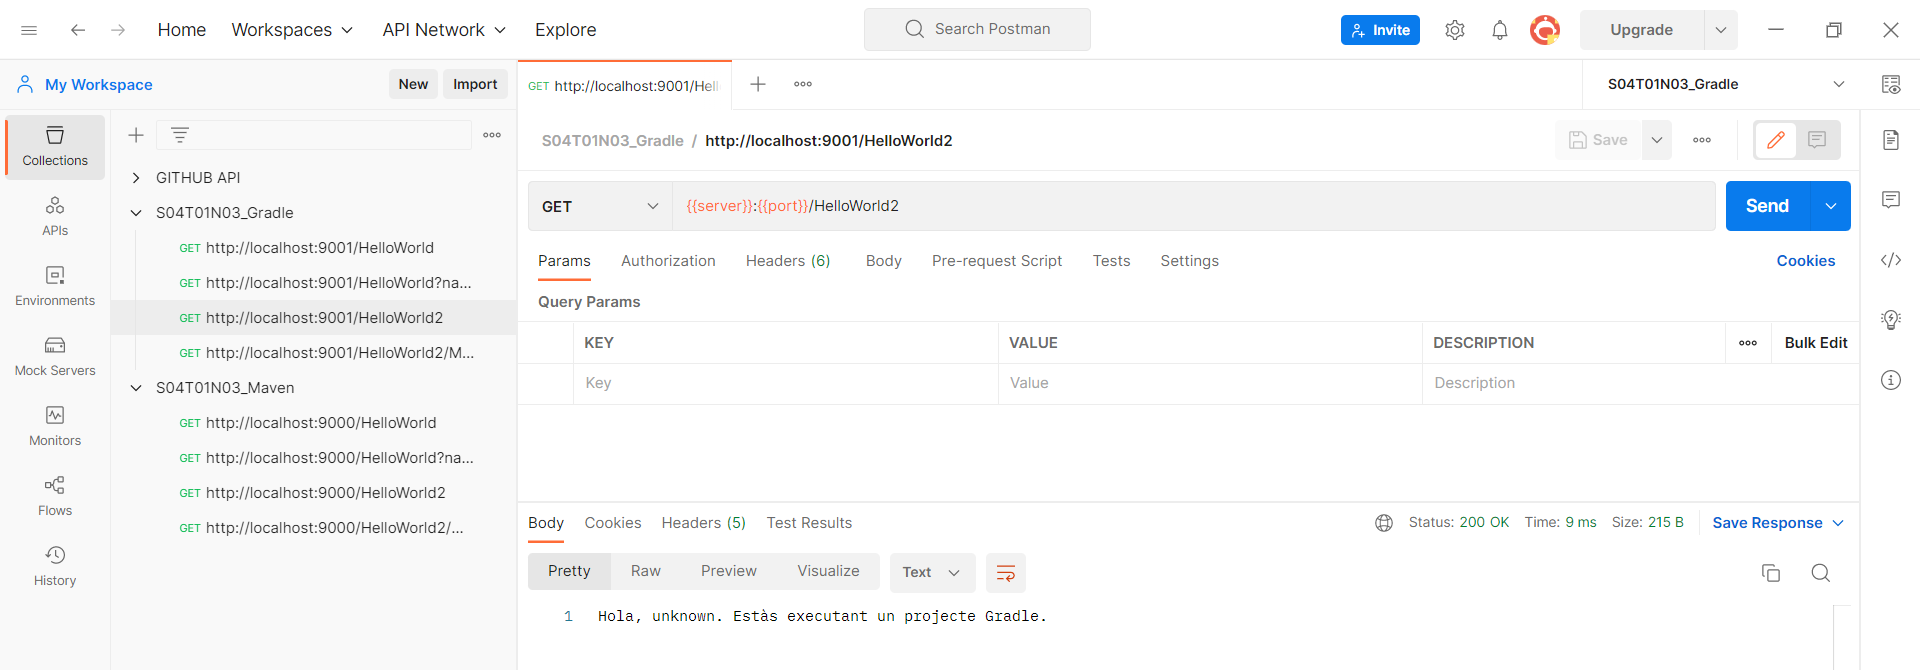 Home Workspaces API Network Explore Search Postman Invite Upgrade
My Workspace New Import
GET http://localhost:9001/Hell
S04T01N03_Gradle
Collections
APIs
Environments
Mock Servers
Monitors
Flows
History
GITHUB API
S04T01N03_Gradle
GET http://localhost:9001/HelloWorld
GET http://localhost:9001/HelloWorld?na...
GET http://localhost:9001/HelloWorld2
GET http://localhost:9001/HelloWorld2/M...
S04T01N03_Maven
GET http://localhost:9000/HelloWorld
GET http://localhost:9000/HelloWorld?na...
GET http://localhost:9000/HelloWorld2
GET http://localhost:9000/HelloWorld2/...
S04T01N03_Gradle / http://localhost:9001/HelloWorld2 Save
GET {{server}}:{{port}}/HelloWorld2 Send
Params Authorization Headers (6) Body Pre-request Script Tests Settings Cookies
Query Params
KEY VALUE DESCRIPTION Bulk Edit
Key Value Description
Body Cookies Headers (5) Test Results Status: 200 OK Time: 9 ms Size: 215 B Save Response
Pretty Raw Preview Visualize Text
1 Hola, unknown. Estàs executant un projecte Gradle.